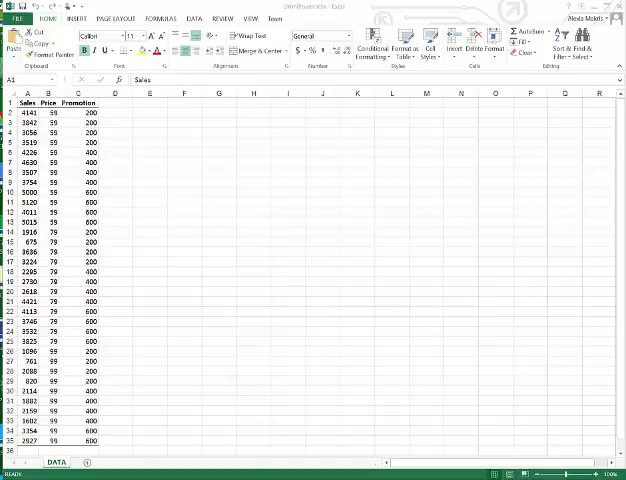 OmniPower.xlsx - Excel
FILE HOME INSERT PAGE LAYOUT FORMULAS DATA REVIEW VIEW Team Alexia Makris
Cut
Copy
Format Painter
Paste
Clipboard
Calibri 11
B I U
Font
Wrap Text
Merge & Center
Alignment
General
$ % ,
Number
Conditional Formatting
Format as Table
Cell Styles
Styles
Insert Delete Format
Cells
AutoSum
Fill
Clear
Sort & Filter
Find & Select
Editing
A1 fx Sales
A B C D E F G H I J K L M N O P Q R
1 Sales Price Promotion
2 4141 59 200
3 3842 59 200
4 3056 59 200
5 3519 59 200
6 4226 59 400
7 4630 59 400
8 3507 59 400
9 3754 59 400
10 5000 59 600
11 5120 59 600
12 4011 59 600
13 5015 59 600
14 1916 79 200
15 675 79 200
16 3636 79 200
17 3224 79 200
18 2295 79 400
19 2730 79 400
20 2618 79 400
21 4421 79 400
22 4113 79 600
23 3746 79 600
24 3532 79 600
25 3825 79 600
26 1096 99 200
27 761 99 200
28 2088 99 200
29 820 99 200
30 2114 99 400
31 1882 99 400
32 2159 99 400
33 1602 99 400
34 3354 99 600
35 2927 99 600
36
DATA
READY 100%